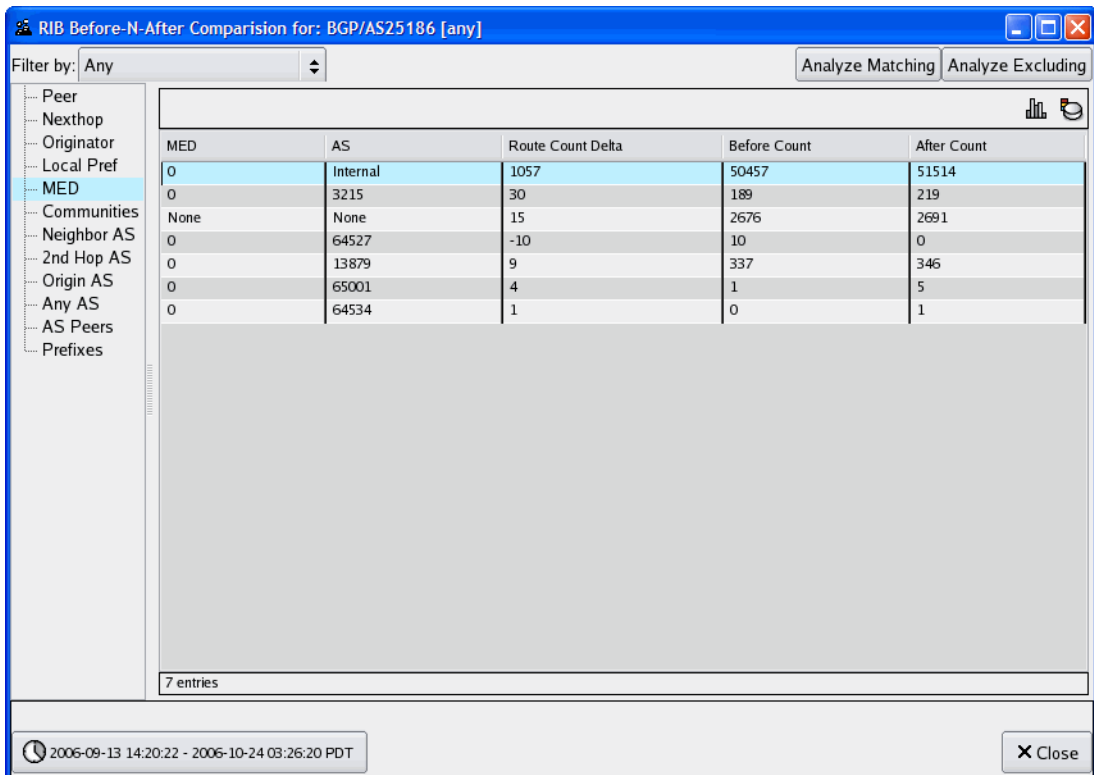 RIB Before-N-After Comparision for: BGP/AS25186 [any]
Filter by: Any Analyze Matching Analyze Excluding
Peer
Nexthop
Originator
Local Pref
MED
Communities
Neighbor AS
2nd Hop AS
Origin AS
Any AS
AS Peers
Prefixes
MED AS Route Count Delta Before Count After Count
0 Internal 1057 50457 51514
0 3215 30 189 219
None None 15 2676 2691
0 64527 -10 10 0
0 13879 9 337 346
0 65001 4 1 5
0 64534 1 0 1
7 entries
2006-09-13 14:20:22 - 2006-10-24 03:26:20 PDT Close